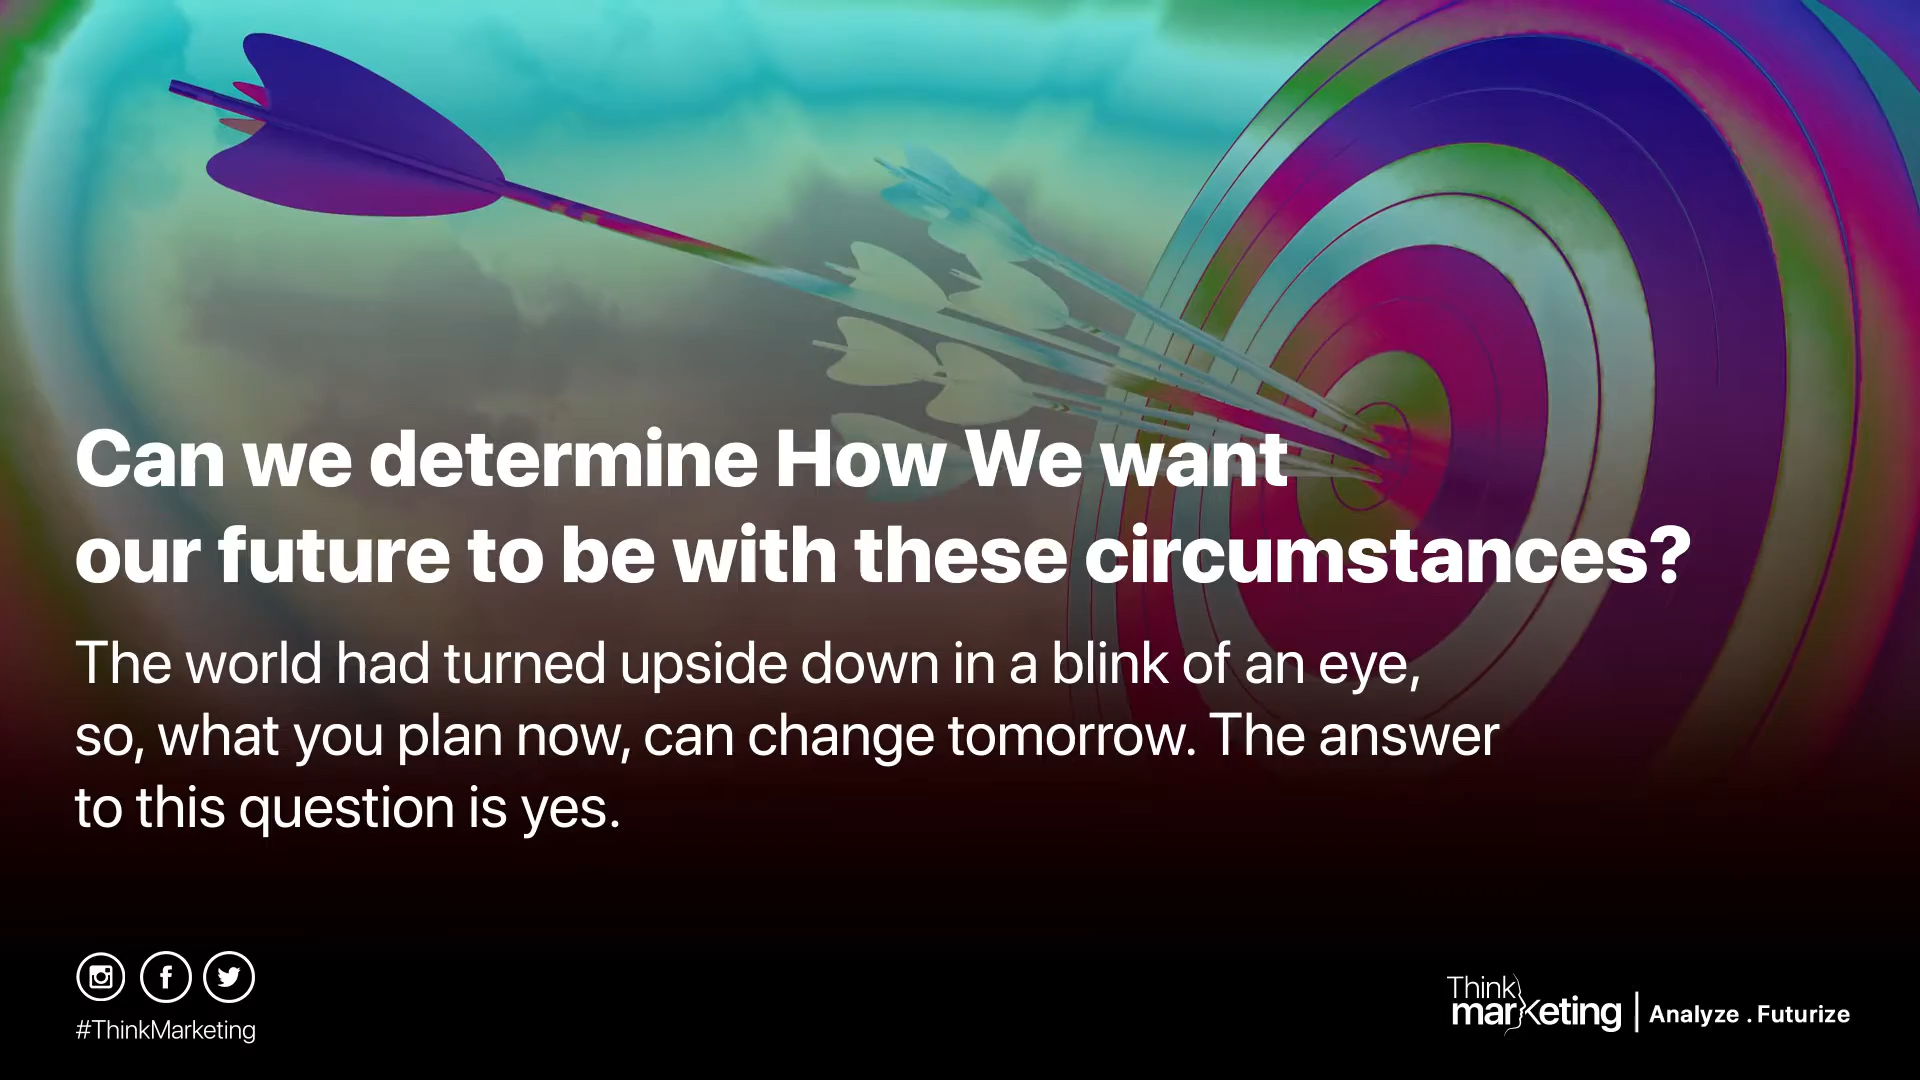 Can we determine How We want
our future to be with these circumstances?
The world had turned upside down in a blink of an eye,
so, what you plan now, can change tomorrow. The answer
to this question is yes.
#ThinkMarketing
Think
marketing | Analyze . Futurize